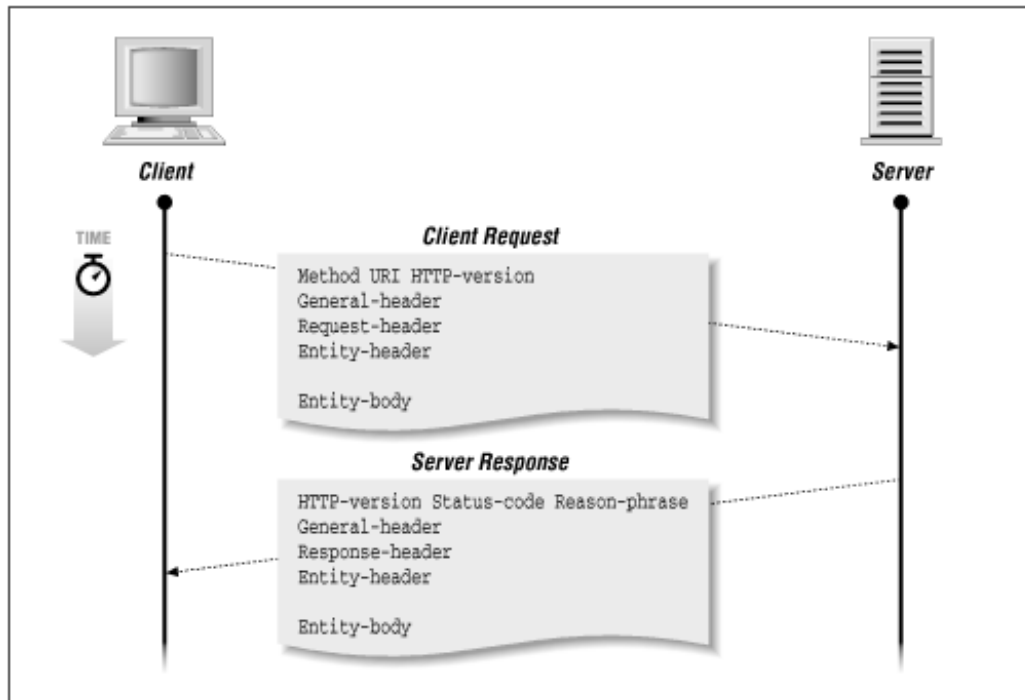 Client
Server
TIME
Client Request
Method URI HTTP-version
General-header
Request-header
Entity-header
Entity-body
Server Response
HTTP-version Status-code Reason-phrase
General-header
Response-header
Entity-header
Entity-body